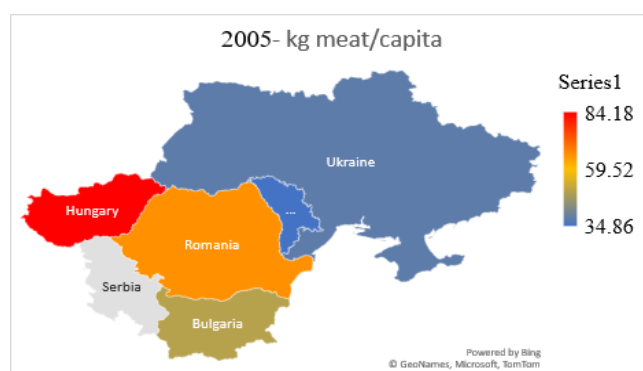 2005- kg meat/capita
Series1
84.18
59.52
34.86
Ukraine
Hungary
...
Romania
Serbia
Bulgaria
Powered by Bing
© GeoNames, Microsoft, TomTom